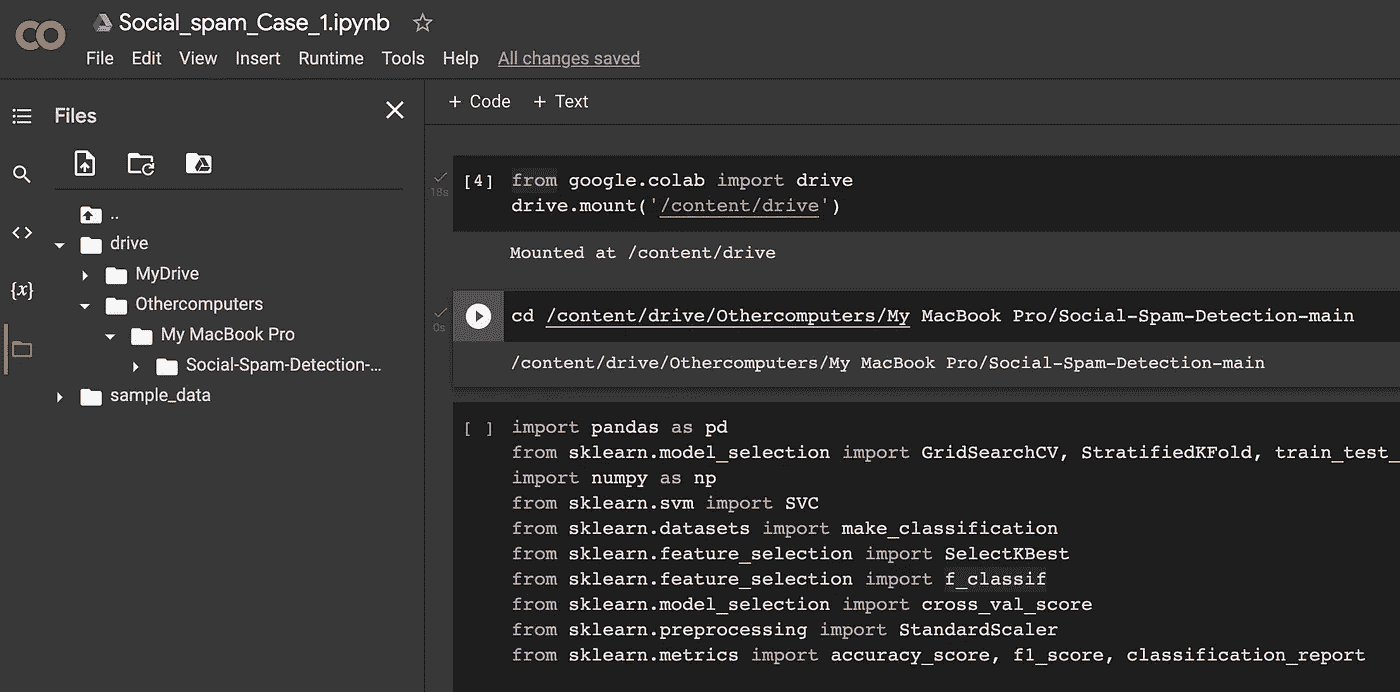 CO Social_spam_Case_1.ipynb
File Edit View Insert Runtime Tools Help All changes saved
Files
+ Code + Text
..
drive
MyDrive
Othercomputers
My MacBook Pro
Social-Spam-Detection-...
sample_data
{x}
18s
[4] from google.colab import drive
drive.mount('/content/drive')
Mounted at /content/drive
0s
cd /content/drive/Othercomputers/My MacBook Pro/Social-Spam-Detection-main
/content/drive/Othercomputers/My MacBook Pro/Social-Spam-Detection-main
[ ] import pandas as pd
from sklearn.model_selection import GridSearchCV, StratifiedKFold, train_test_
import numpy as np
from sklearn.svm import SVC
from sklearn.datasets import make_classification
from sklearn.feature_selection import SelectKBest
from sklearn.feature_selection import f_classif
from sklearn.model_selection import cross_val_score
from sklearn.preprocessing import StandardScaler
from sklearn.metrics import accuracy_score, f1_score, classification_report